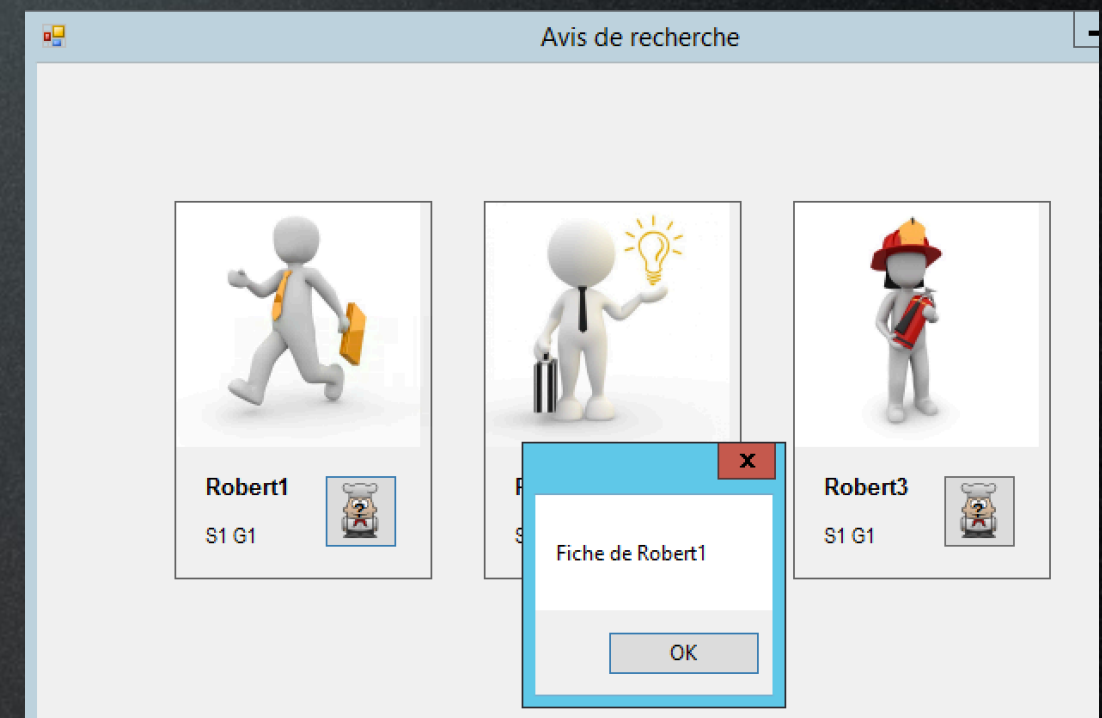 Avis de recherche
Robert1
S1 G1
Robert3
S1 G1
x
Fiche de Robert1
OK